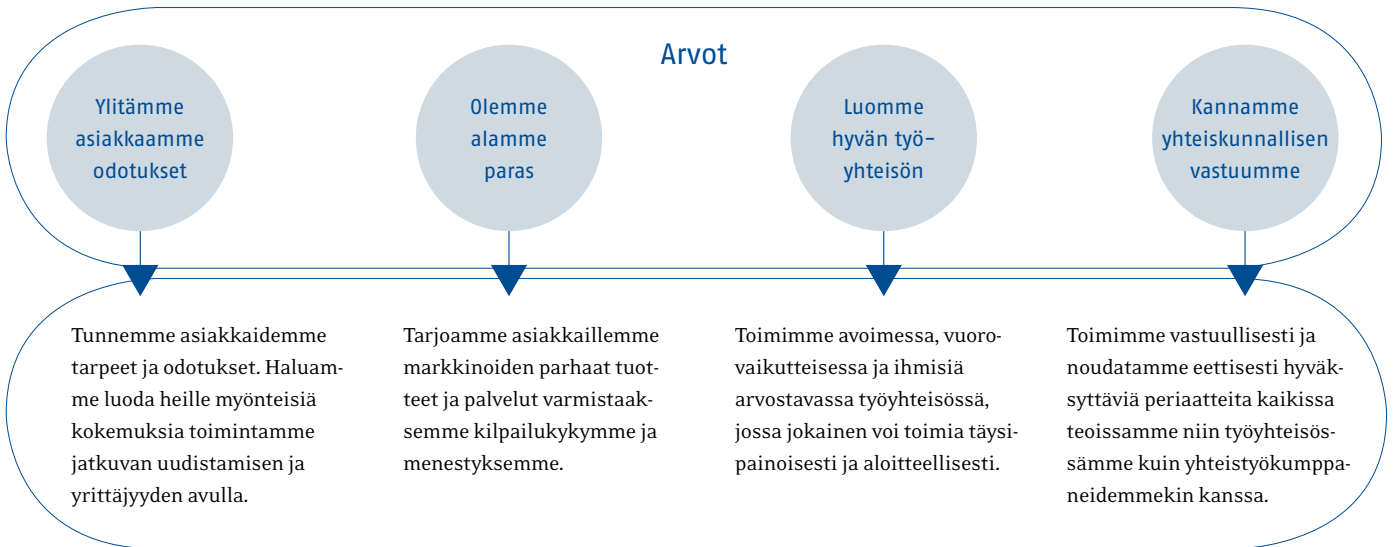 Arvot
Ylitämme
asiakkaamme
odotukset
Olemme
alamme
paras
Luomme
hyvän työ-
yhteisön
Kannamme
yhteiskunnallisen
vastuumme
Tunnemme asiakkaidemme
tarpeet ja odotukset. Haluam-
me luoda heille myönteisiä
kokemuksia toimintamme
jatkuvan uudistamisen ja
yrittäjyyden avulla.
Tarjoamme asiakkaillemme
markkinoiden parhaat tuot-
teet ja palvelut varmistaak-
semme kilpailukykymme ja
menestyksemme.
Toimimme avoimessa, vuoro-
vaikutteisessa ja ihmisiä
arvostavassa työyhteisössä,
jossa jokainen voi toimia täysi-
painoisesti ja aloitteellisesti.
Toimimme vastuullisesti ja
noudatamme eettisesti hyväk-
syttäviä periaatteita kaikissa
teoissamme niin työyhteisös-
sämme kuin yhteistyökumppa-
neidemmekin kanssa.